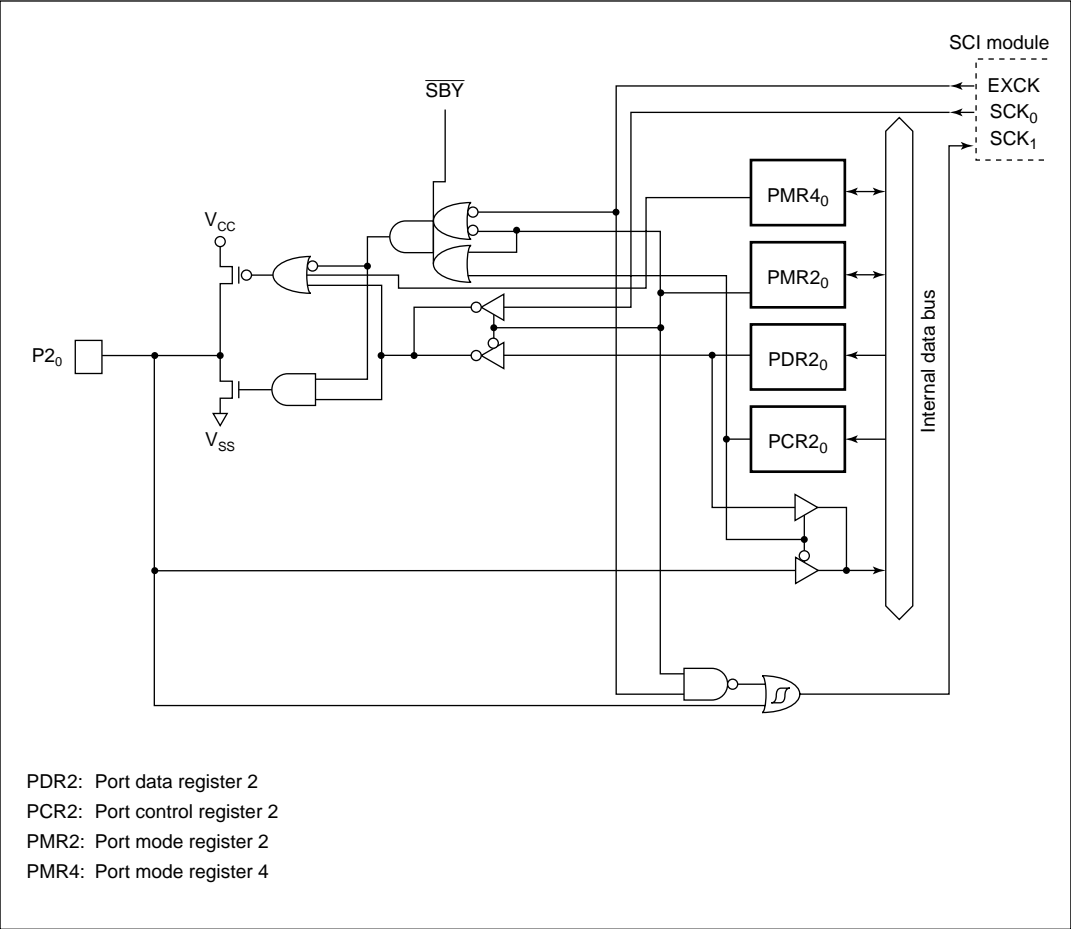 SCI module
EXCK
SCK0
SCK1
SBY
VCC
PMR40
PMR20
P20
PDR20
VSS
PCR20
Internal data bus
PDR2: Port data register 2
PCR2: Port control register 2
PMR2: Port mode register 2
PMR4: Port mode register 4